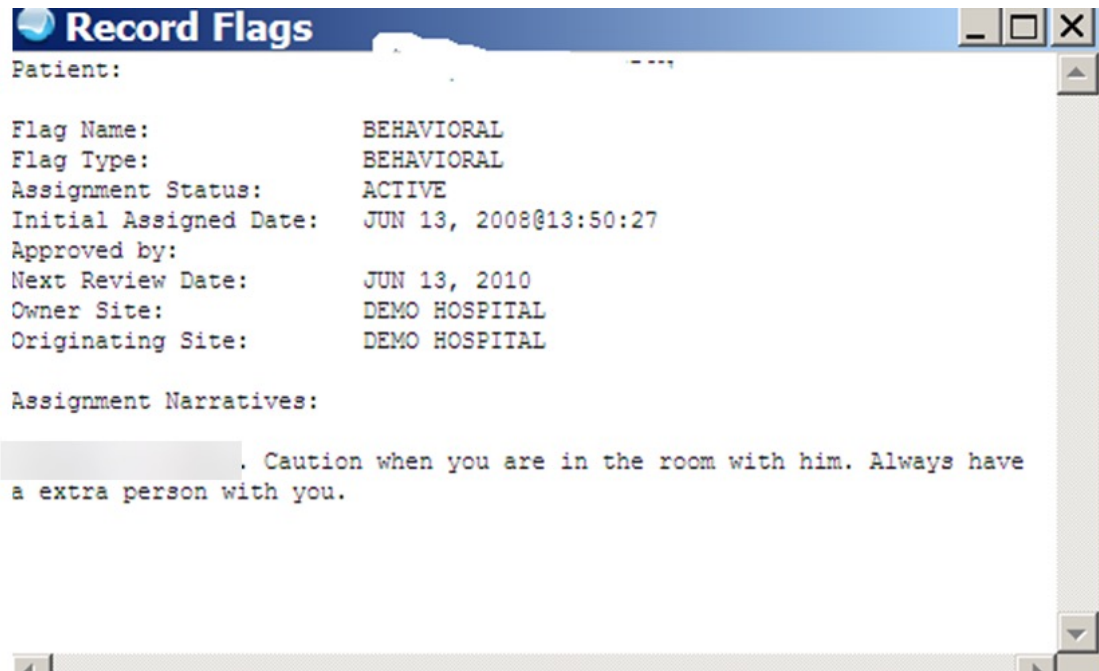 Record Flags
Patient:
Flag Name: BEHAVIORAL
Flag Type: BEHAVIORAL
Assignment Status: ACTIVE
Initial Assigned Date: JUN 13, 2008@13:50:27
Approved by:
Next Review Date: JUN 13, 2010
Owner Site: DEMO HOSPITAL
Originating Site: DEMO HOSPITAL
Assignment Narratives:
. Caution when you are in the room with him. Always have
a extra person with you.